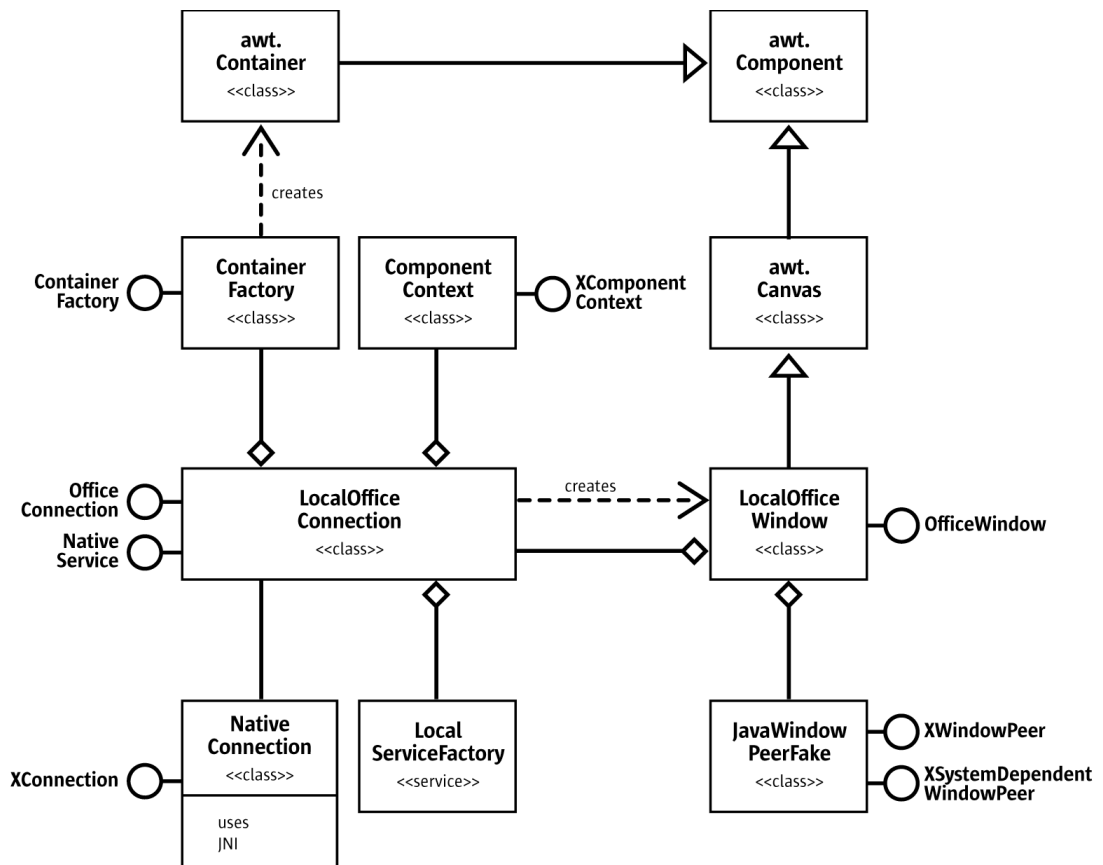 awt.
Container
<<class>>
awt.
Component
<<class>>
creates
Container
Factory
Container
Factory
<<class>>
Component
Context
<<class>>
XComponent
Context
awt.
Canvas
<<class>>
Office
Connection
Native
Service
LocalOffice
Connection
<<class>>
creates
LocalOffice
Window
<<class>>
OfficeWindow
XConnection
Native
Connection
<<class>>
uses
JNI
Local
ServiceFactory
<<service>>
JavaWindow
PeerFake
<<class>>
XWindowPeer
XSystemDependent
WindowPeer